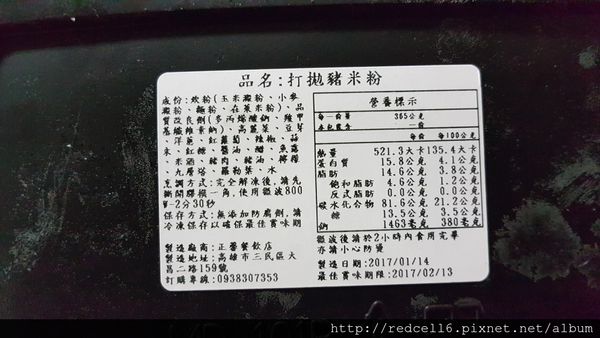 品名:打拋豬米粉
成份:炊粉(玉米澱粉、小麥
澱粉、麵粉、在萊米粉)、品
質改良劑(多丙烯酸鈉、羧甲
基纖維素鈉)、高麗菜、豆芽
、洋蔥、紅蘿蔔、辣椒、蒜
末、紅糖、醬油、醋、魚露
、米酒、豬肉、豬油、檸檬
、九層塔、羅勒葉、水
烹調方式:完全解凍後,請先
撕開膠膜一角,使用微波800
W-2分30秒
保存方式:無添加防腐劑,請
冷凍保存以確保最佳賞味期
製造廠商:正馨餐飲店
製造地址:高雄市三民區大
昌二路159號
訂購專線:0938307353
營養標示
每一份量 365公克
本包裝含 一份
每份 每100公克
熱量 521.3大卡 135.4大卡
蛋白質 15.8公克 4.1公克
脂肪 14.6公克 3.8公克
飽和脂肪 4.6公克 1.2公克
反式脂肪 0.0公克 0.0公克
碳水化合物 81.6公克 21.2公克
糖 13.5公克 3.5公克
鈉 1463毫克 380毫克
微波後請於2小時內食用完畢
亦請小心防燙
製造日期:2017/01/14
最佳賞味期限:2017/02/13
http://redcell6.pixnet.net/album